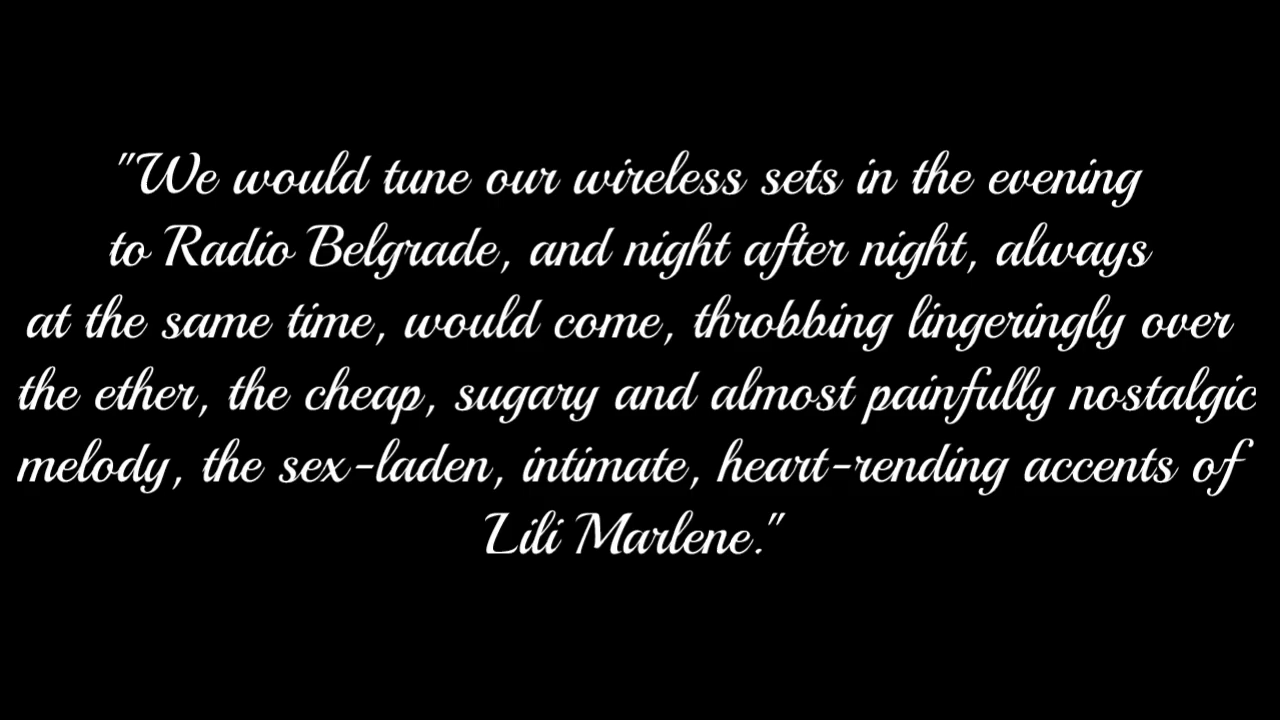 "We would tune our wireless sets in the evening
to Radio Belgrade, and night after night, always
at the same time, would come, throbbing lingeringly over
the ether, the cheap, sugary and almost painfully nostalgic
melody, the sex-laden, intimate, heart-rending accents of
Lili Marlene."